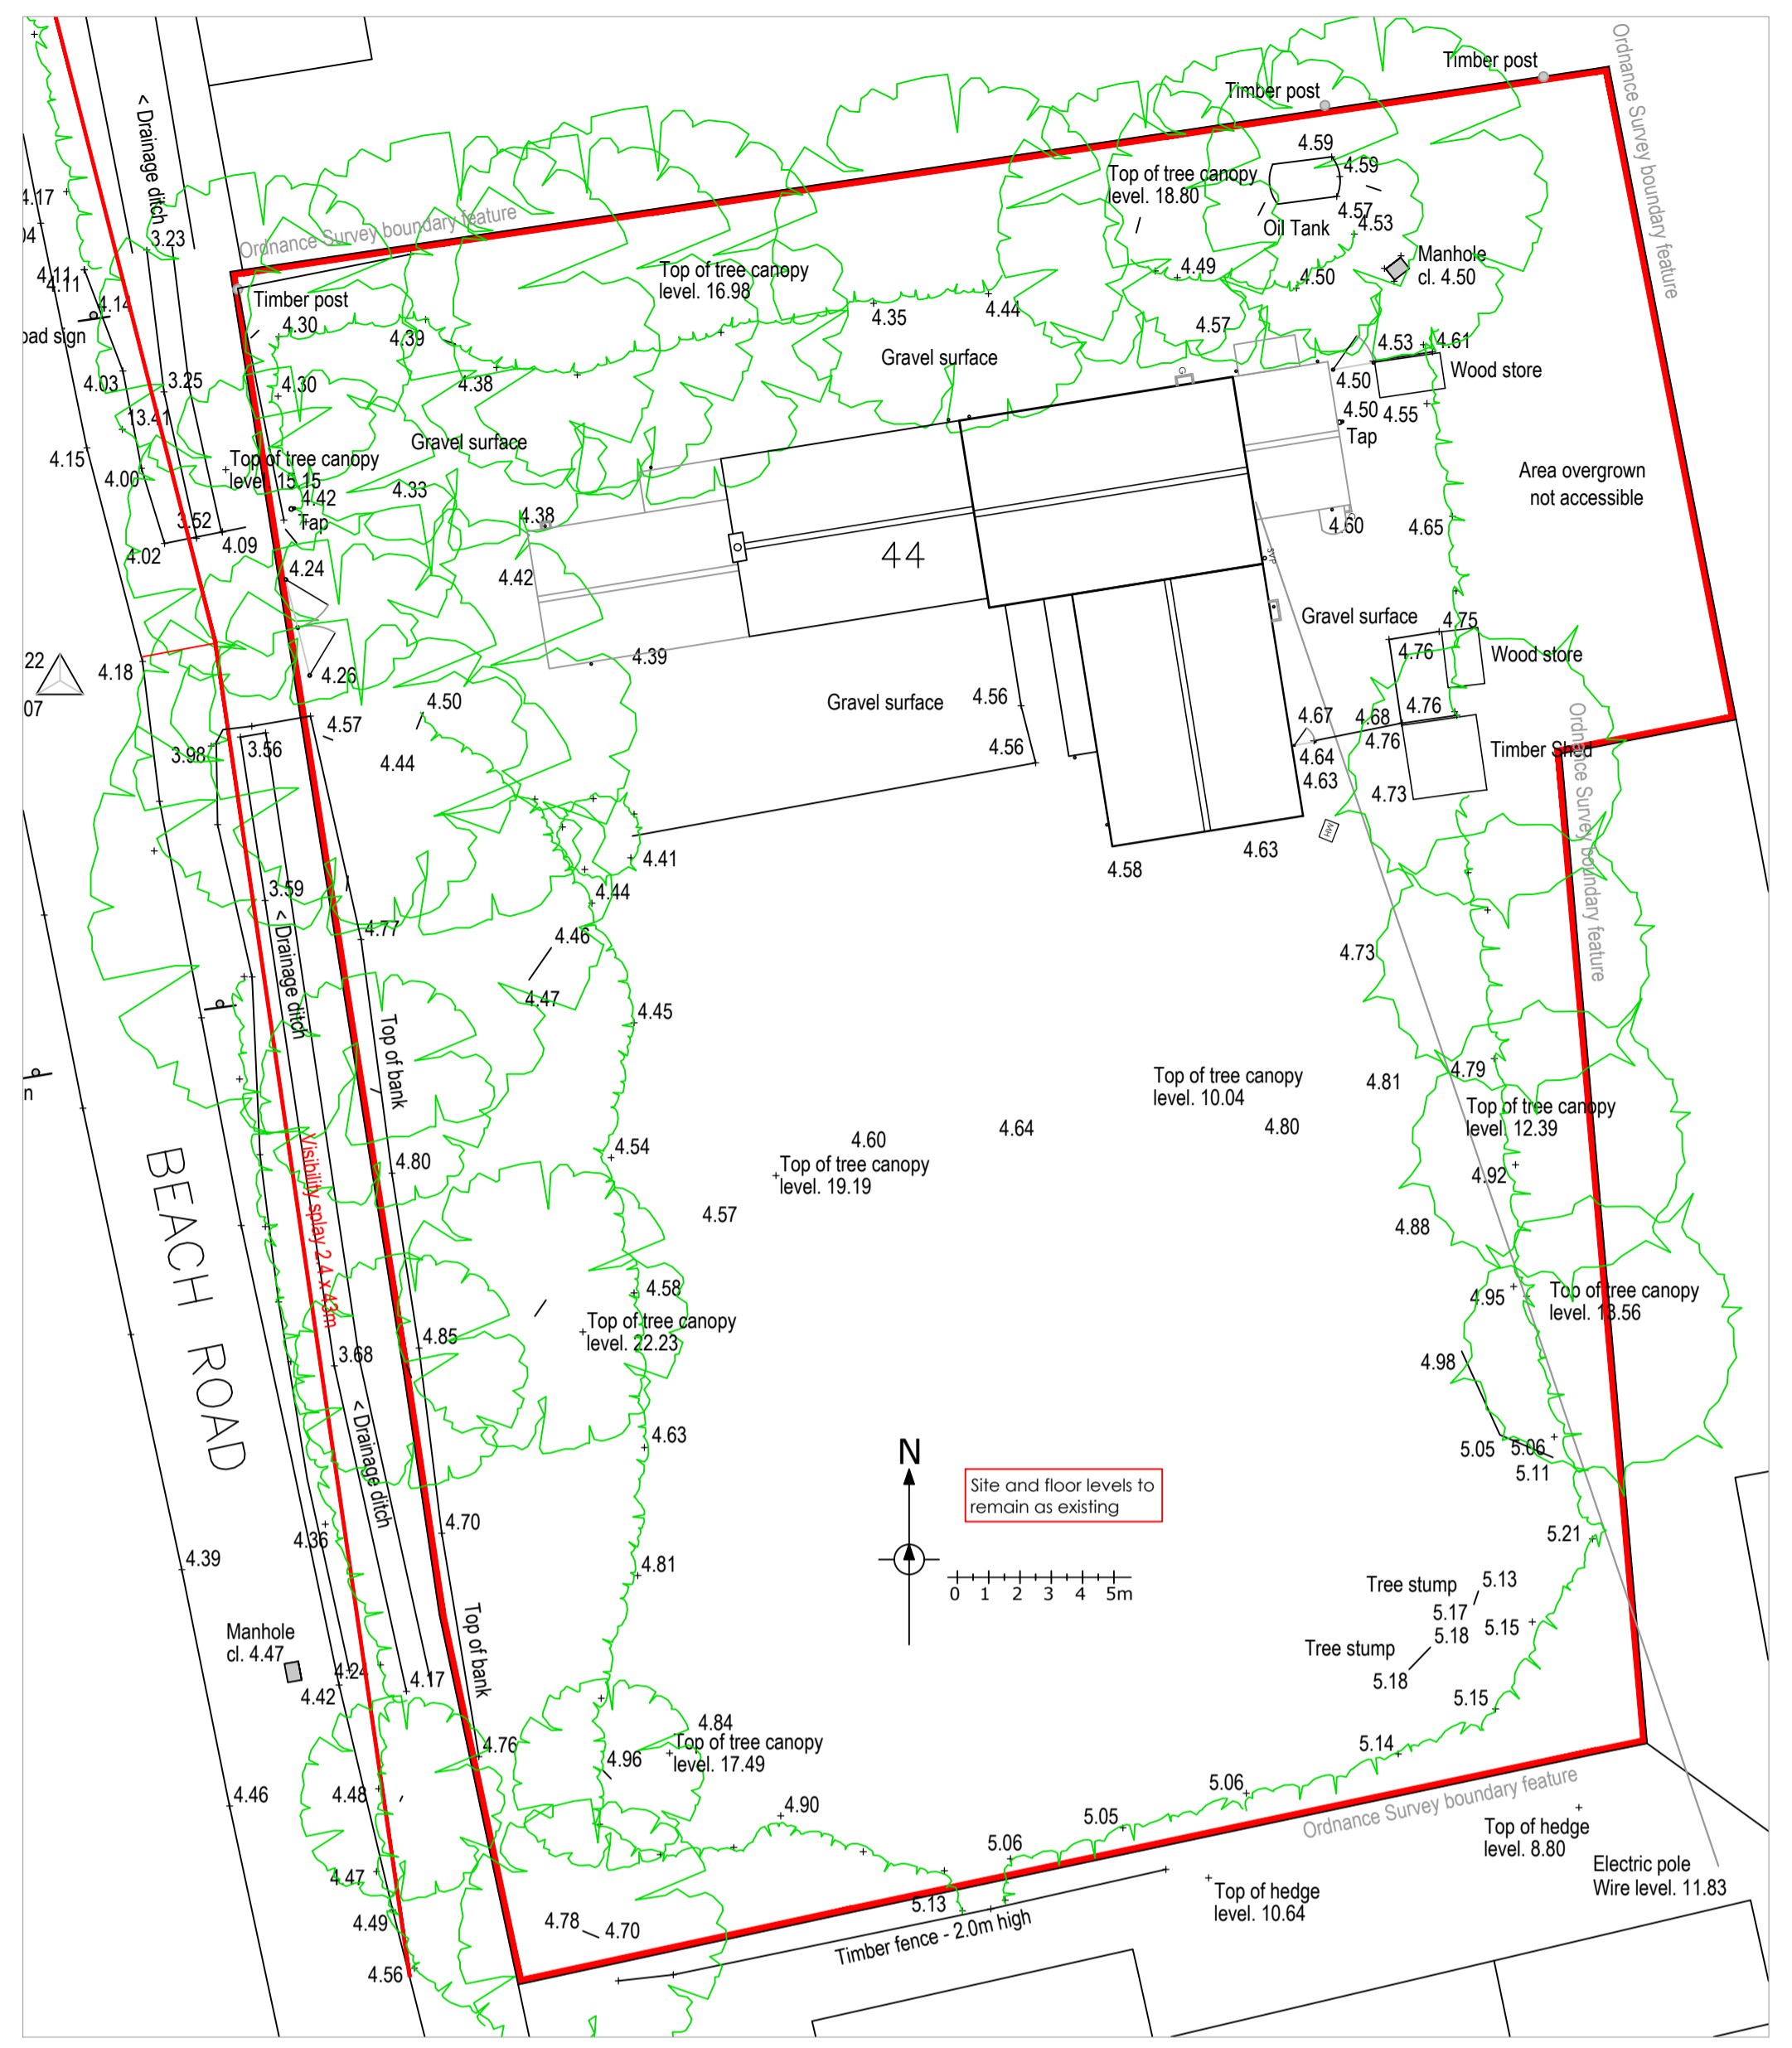 Timber post
Timber post
Ordnance Survey boundary feature
< Drainage ditch
4.59
4.59
4.17
Top of tree canopy
level. 18.80
4.57
4.53
3.23
Ordnance Survey boundary feature
Oil Tank
Manhole
cl. 4.50
4.11
4.11
Top of tree canopy
level. 16.98
4.49
4.50
4.14
Timber post
4.30
4.39
4.35
4.44
4.57
4.53
4.61
Gravel surface
Wood store
4.03
3.25
4.30
4.38
4.50
4.50
4.55
13.41
Gravel surface
Tap
4.15
4.00
Top of tree canopy
level. 15.15
4.33
Area overgrown
not accessible
4.42
Tap
3.52
4.38
4.60
4.65
4.02
4.09
44
SVP
G
4.24
4.42
Gravel surface
4.75
22
4.18
4.26
4.39
4.76
Wood store
07
4.50
Gravel surface
4.56
4.76
4.57
4.67
4.68
3.98
3.56
4.44
4.56
4.64
4.76
Timber Shed
4.63
4.73
Ordnance Survey boundary feature
MH
4.41
4.58
4.63
3.59
4.44
< Drainage ditch
4.77
4.46
4.73
4.47
4.45
Top of bank
4.79
4.81
Top of tree canopy
level. 10.04
Top of tree canopy
level. 12.39
4.60
4.64
4.80
BEACH ROAD
Visibility splay 2.4 x 43m
4.80
4.54
Top of tree canopy
level. 19.19
4.92
4.57
4.88
4.58
4.95
Top of tree canopy
level. 13.56
Top of tree canopy
level. 22.23
4.85
3.68
4.98
< Drainage ditch
4.63
5.05
5.06
5.11
N
Site and floor levels to
remain as existing
4.36
4.70
5.21
4.39
4.81
0 1 2 3 4 5m
Tree stump
5.13
5.17
5.18
5.15
Top of bank
Manhole
cl. 4.47
Tree stump
4.24
4.17
5.18
4.42
5.15
4.84
4.76
4.96
Top of tree canopy
level. 17.49
5.14
4.46
4.48
4.90
5.06
5.05
Ordnance Survey boundary feature
5.06
Top of hedge
level. 8.80
4.47
Electric pole
Wire level. 11.83
5.13
Top of hedge
level. 10.64
4.49
4.78
4.70
Timber fence - 2.0m high
4.56